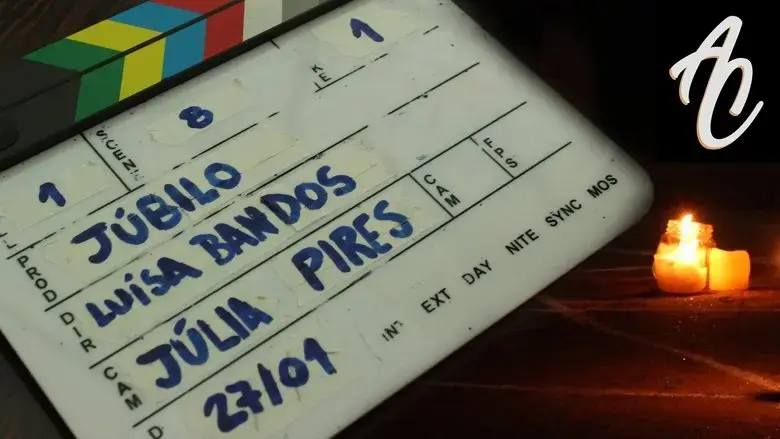 AC
1 SCENE 8 TAKE 1
PROD JÚBILO
DIR LUÍSA BANDOS CAM FPS
CAM JÚLIA PIRES
D 27/01 INT EXT DAY NITE SYNC MOS